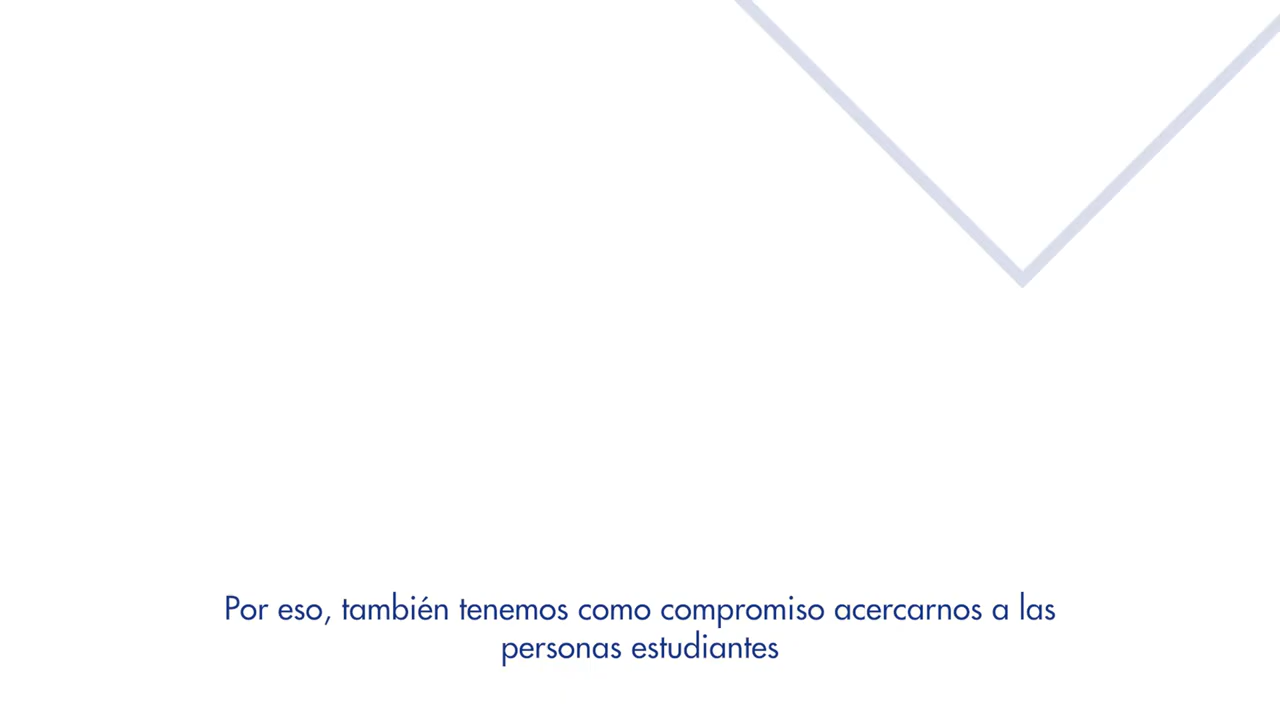 Por eso, también tenemos como compromiso acercarnos a las
personas estudiantes